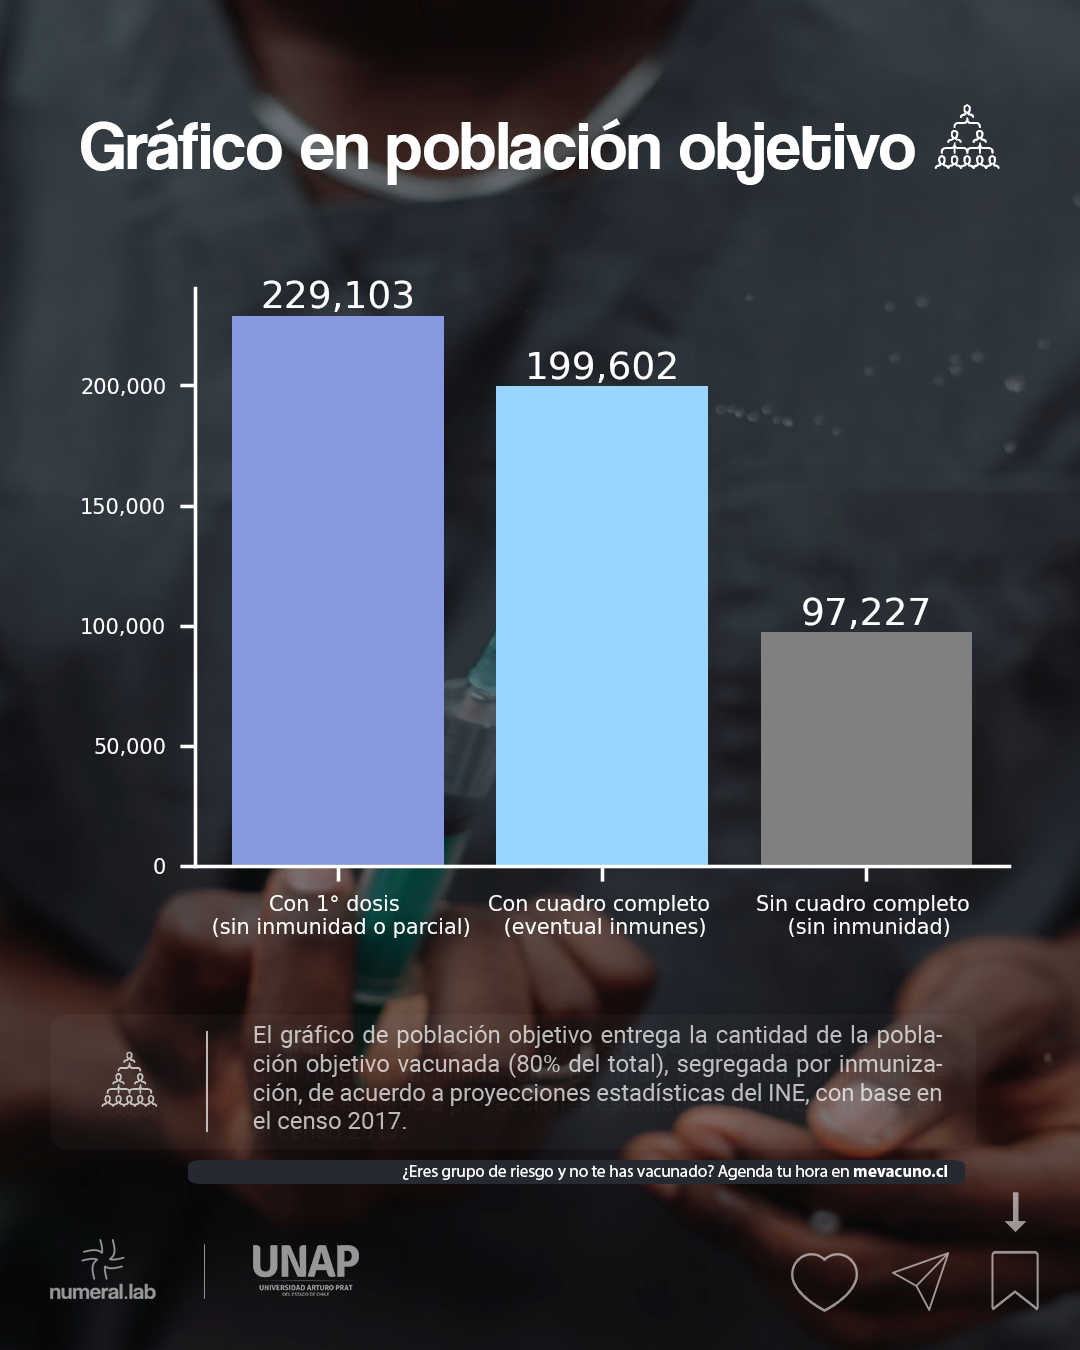 Gráfico en población objetivo
229,103
199,602
97,227
200,000
150,000
100,000
50,000
0
Con 1° dosis
(sin inmunidad o parcial)
Con cuadro completo
(eventual inmunes)
Sin cuadro completo
(sin inmunidad)
El gráfico de población objetivo entrega la cantidad de la pobla-
ción objetivo vacunada (80% del total), segregada por inmuniza-
ción, de acuerdo a proyecciones estadísticas del INE, con base en
el censo 2017.
¿Eres grupo de riesgo y no te has vacunado? Agenda tu hora en mevacuno.cl
numeral.lab
UNAP
UNIVERSIDAD ARTURO PRAT
DEL ESTADO DE CHILE